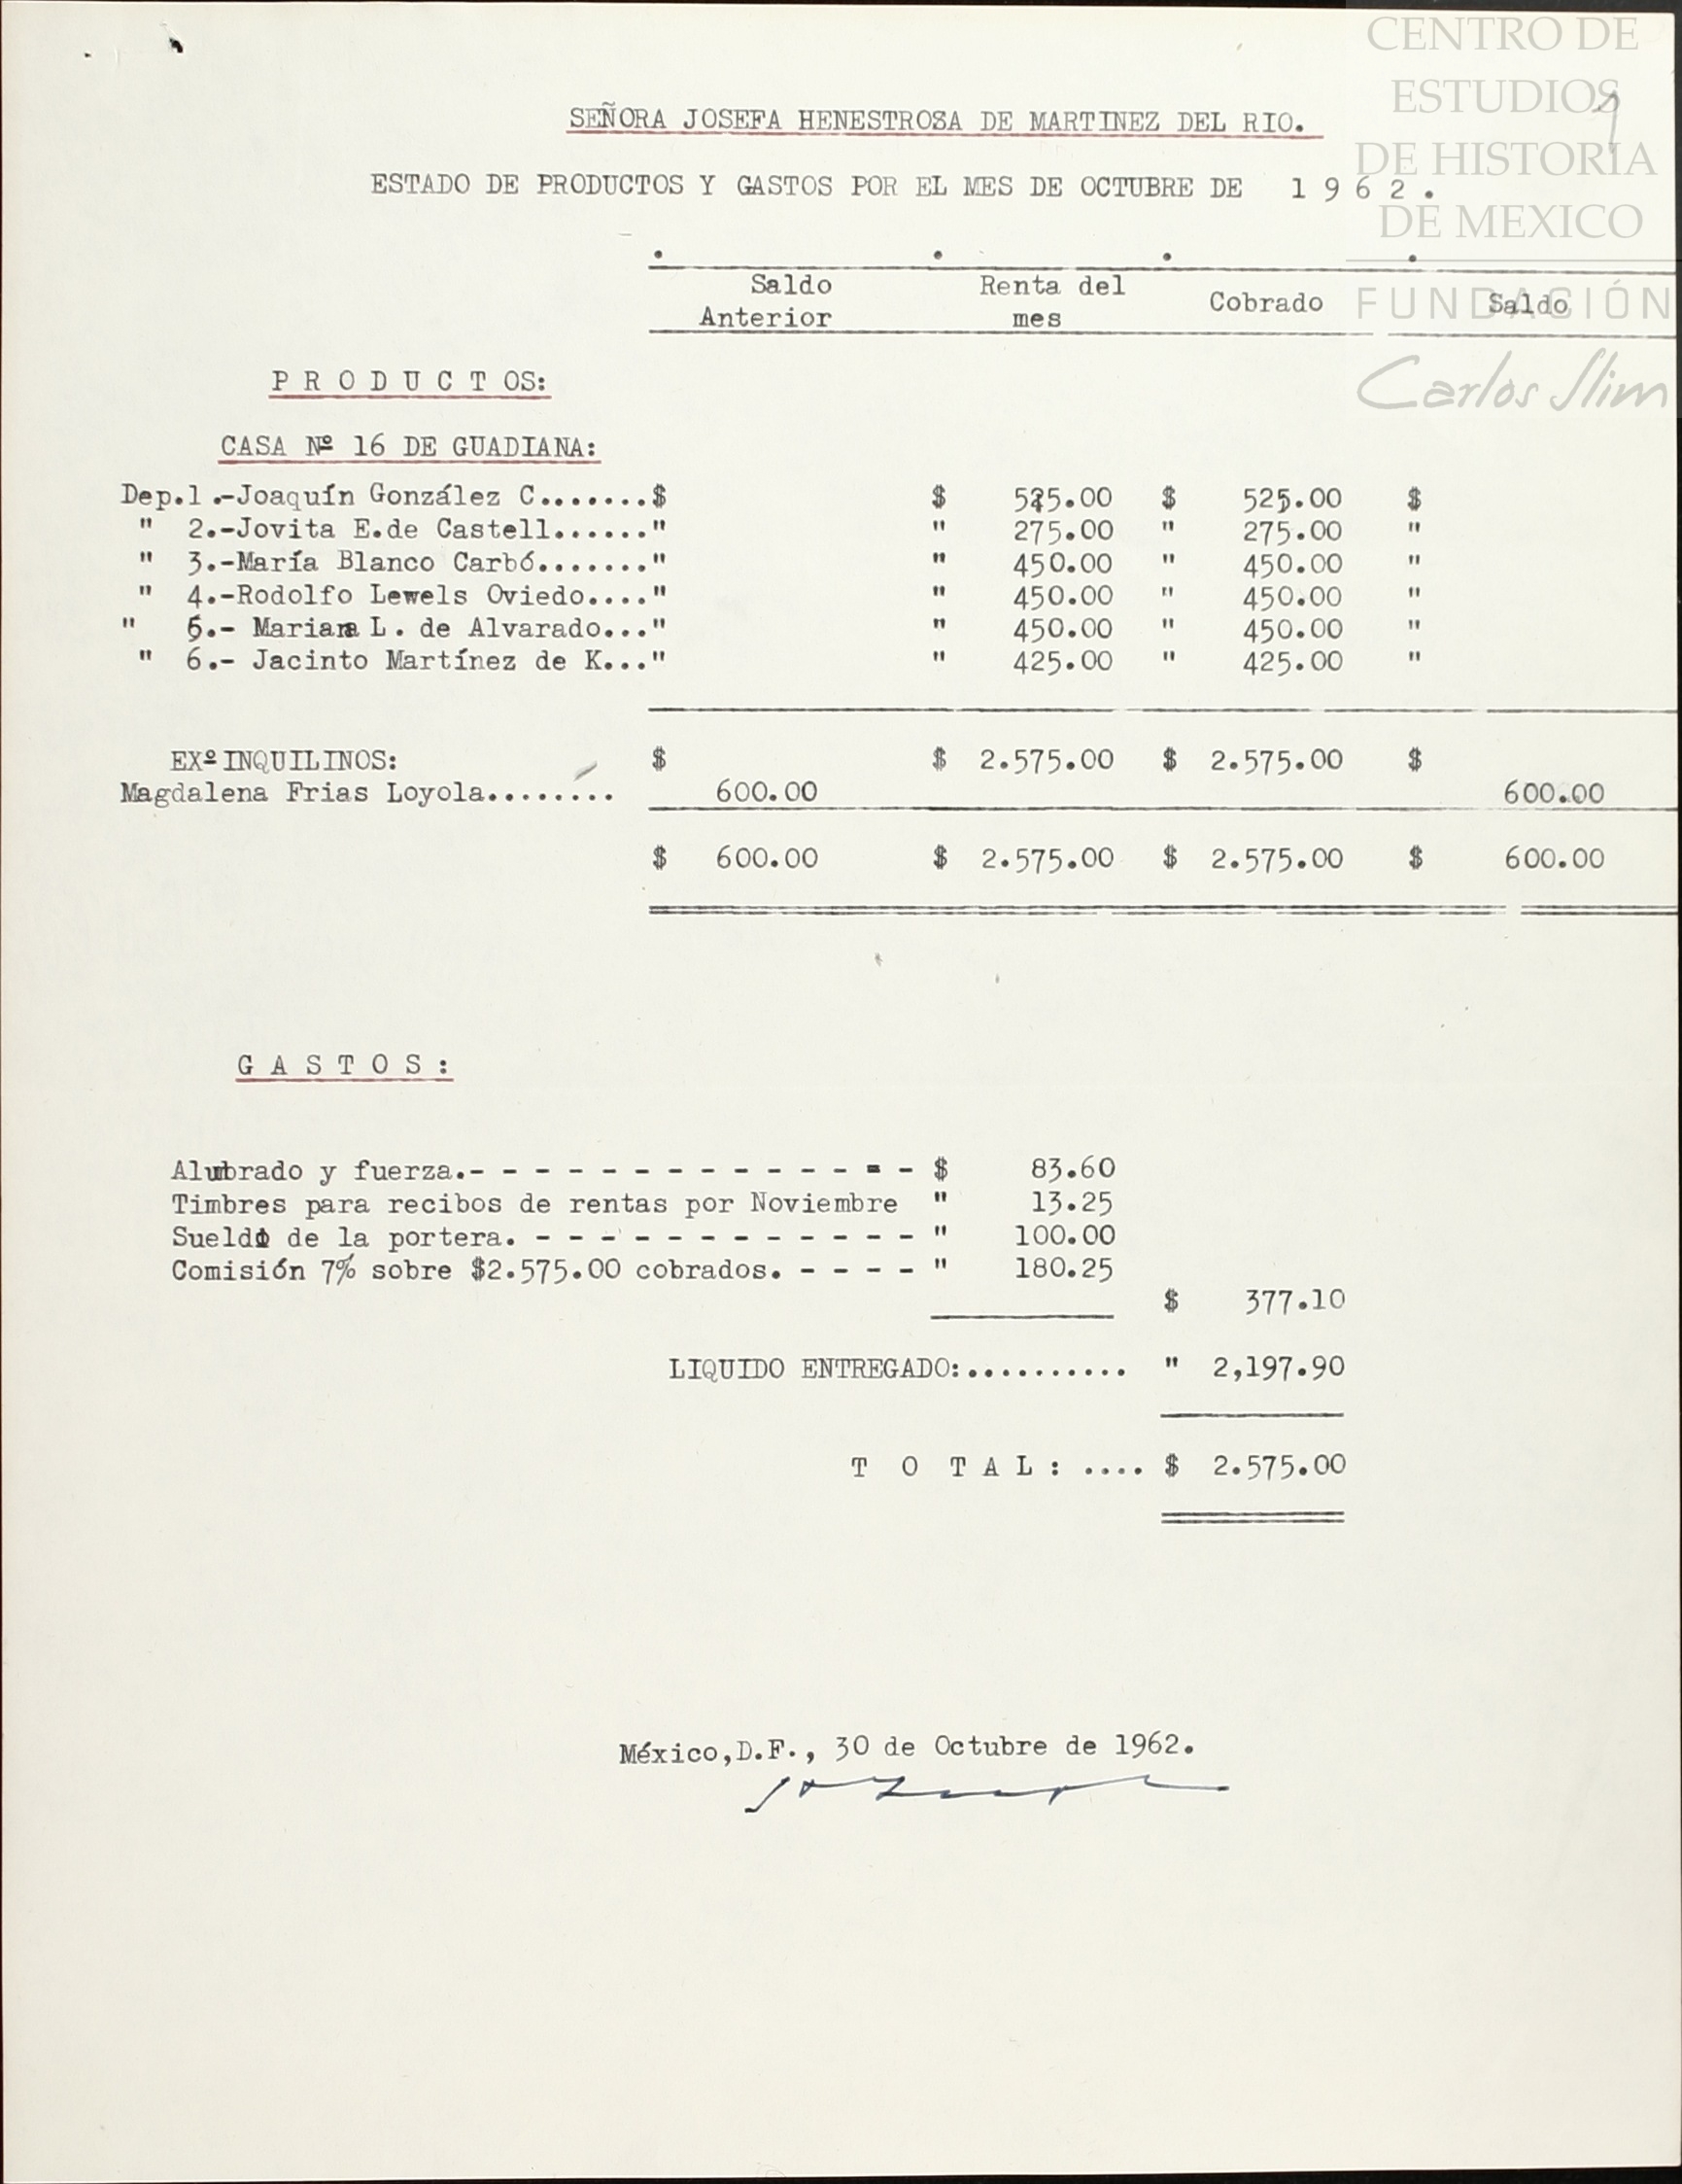 CENTRO DE
ESTUDIOS
DE HISTORIA
DE MEXICO
FUNDACIÓN
Carlos Slim
9
SEÑORA JOSEFA HENESTROSA DE MARTINEZ DEL RIO.
ESTADO DE PRODUCTOS Y GASTOS POR EL MES DE OCTUBRE DE 1 9 6 2 .
Saldo Anterior Renta del mes Cobrado Saldo
P R O D U C T OS:
CASA Nº 16 DE GUADIANA:
Dep.1 .-Joaquín González C.......$ $ 525.00 $ 525.00 $
" 2.-Jovita E.de Castell......" " 275.00 " 275.00 "
" 3.-María Blanco Carbó......." " 450.00 " 450.00 "
" 4.-Rodolfo Lewels Oviedo...." " 450.00 " 450.00 "
" 5.- Mariana L. de Alvarado..." " 450.00 " 450.00 "
" 6.- Jacinto Martínez de K..." " 425.00 " 425.00 "
EXº INQUILINOS: $ $ 2.575.00 $ 2.575.00 $
Magdalena Frias Loyola........ 600.00 600.00
$ 600.00 $ 2.575.00 $ 2.575.00 $ 600.00
G A S T O S :
Alumbrado y fuerza.- - - - - - - - - - - - - - $ 83.60
Timbres para recibos de rentas por Noviembre " 13.25
Sueldo de la portera. - - - - - - - - - - - - " 100.00
Comisión 7% sobre $2.575.00 cobrados. - - - - " 180.25
$ 377.10
LIQUIDO ENTREGADO:.......... " 2,197.90
T O T A L : .... $ 2.575.00
México,D.F., 30 de Octubre de 1962.